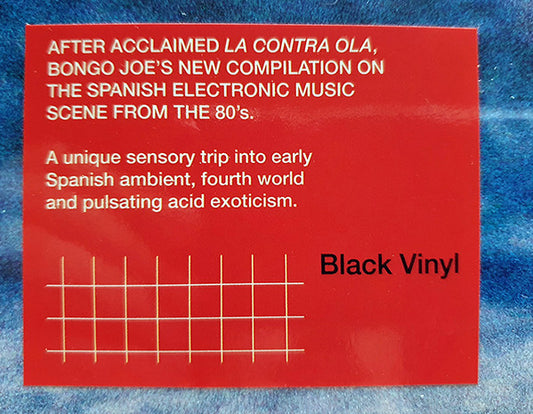 AFTER ACCLAIMED LA CONTRA OLA,
BONGO JOE'S NEW COMPILATION ON
THE SPANISH ELECTRONIC MUSIC
SCENE FROM THE 80's.
A unique sensory trip into early
Spanish ambient, fourth world
and pulsating acid exoticism.
Black Vinyl